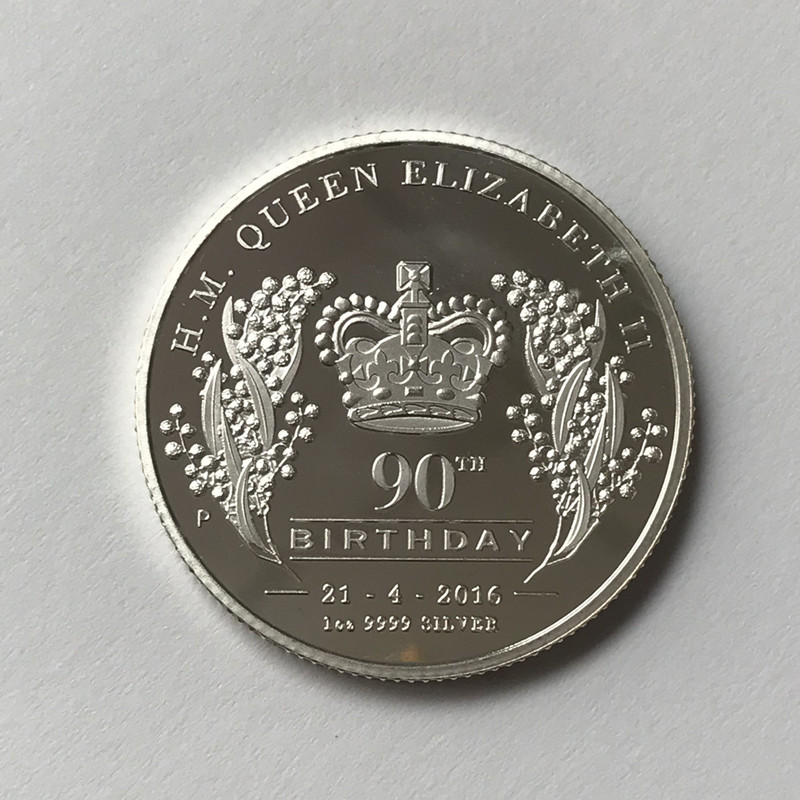 H.M. QUEEN ELIZABETH II
90TH
BIRTHDAY
P
21 - 4 - 2016
1oz 9999 SILVER